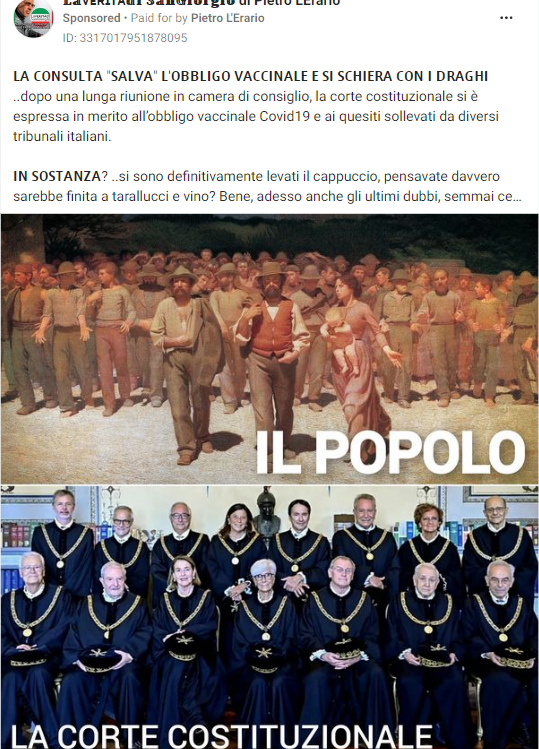 LaVERITÀdi SanGiorgio di Pietro L'Erario
Sponsored • Paid for by Pietro L'Erario
ID: 3317017951878095
LA CONSULTA "SALVA" L'OBBLIGO VACCINALE E SI SCHIERA CON I DRAGHI
..dopo una lunga riunione in camera di consiglio, la corte costituzionale si è
espressa in merito all'obbligo vaccinale Covid19 e ai quesiti sollevati da diversi
tribunali italiani.
IN SOSTANZA? ..si sono definitivamente levati il cappuccio, pensavate davvero
sarebbe finita a tarallucci e vino? Bene, adesso anche gli ultimi dubbi, semmai ce...
IL POPOLO
LA CORTE COSTITUZIONALE